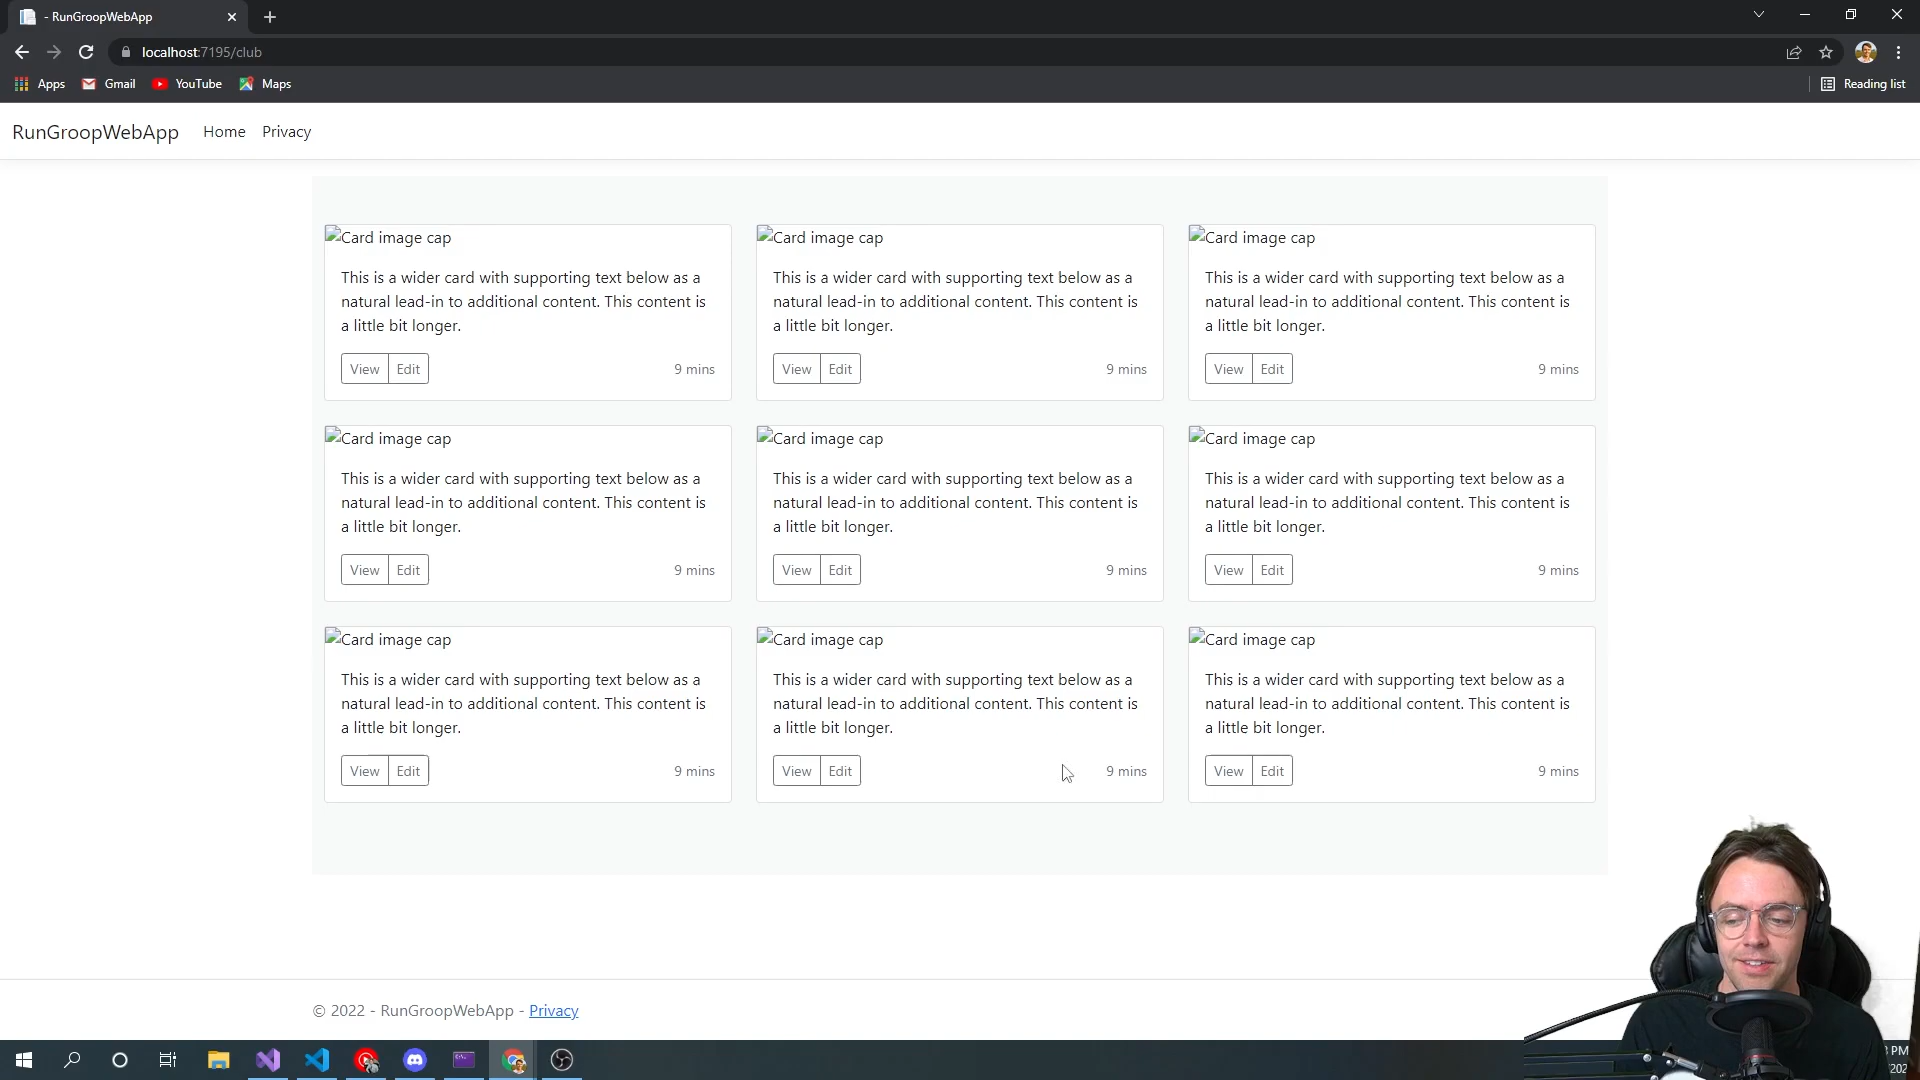 - RunGroopWebApp
localhost:7195/club
Apps Gmail YouTube Maps Reading list
RunGroopWebApp Home Privacy
Card image cap
This is a wider card with supporting text below as a
natural lead-in to additional content. This content is
a little bit longer.
View Edit 9 mins
Card image cap
This is a wider card with supporting text below as a
natural lead-in to additional content. This content is
a little bit longer.
View Edit 9 mins
Card image cap
This is a wider card with supporting text below as a
natural lead-in to additional content. This content is
a little bit longer.
View Edit 9 mins
Card image cap
This is a wider card with supporting text below as a
natural lead-in to additional content. This content is
a little bit longer.
View Edit 9 mins
Card image cap
This is a wider card with supporting text below as a
natural lead-in to additional content. This content is
a little bit longer.
View Edit 9 mins
Card image cap
This is a wider card with supporting text below as a
natural lead-in to additional content. This content is
a little bit longer.
View Edit 9 mins
Card image cap
This is a wider card with supporting text below as a
natural lead-in to additional content. This content is
a little bit longer.
View Edit 9 mins
Card image cap
This is a wider card with supporting text below as a
natural lead-in to additional content. This content is
a little bit longer.
View Edit 9 mins
Card image cap
This is a wider card with supporting text below as a
natural lead-in to additional content. This content is
a little bit longer.
View Edit 9 mins
© 2022 - RunGroopWebApp - Privacy
PM